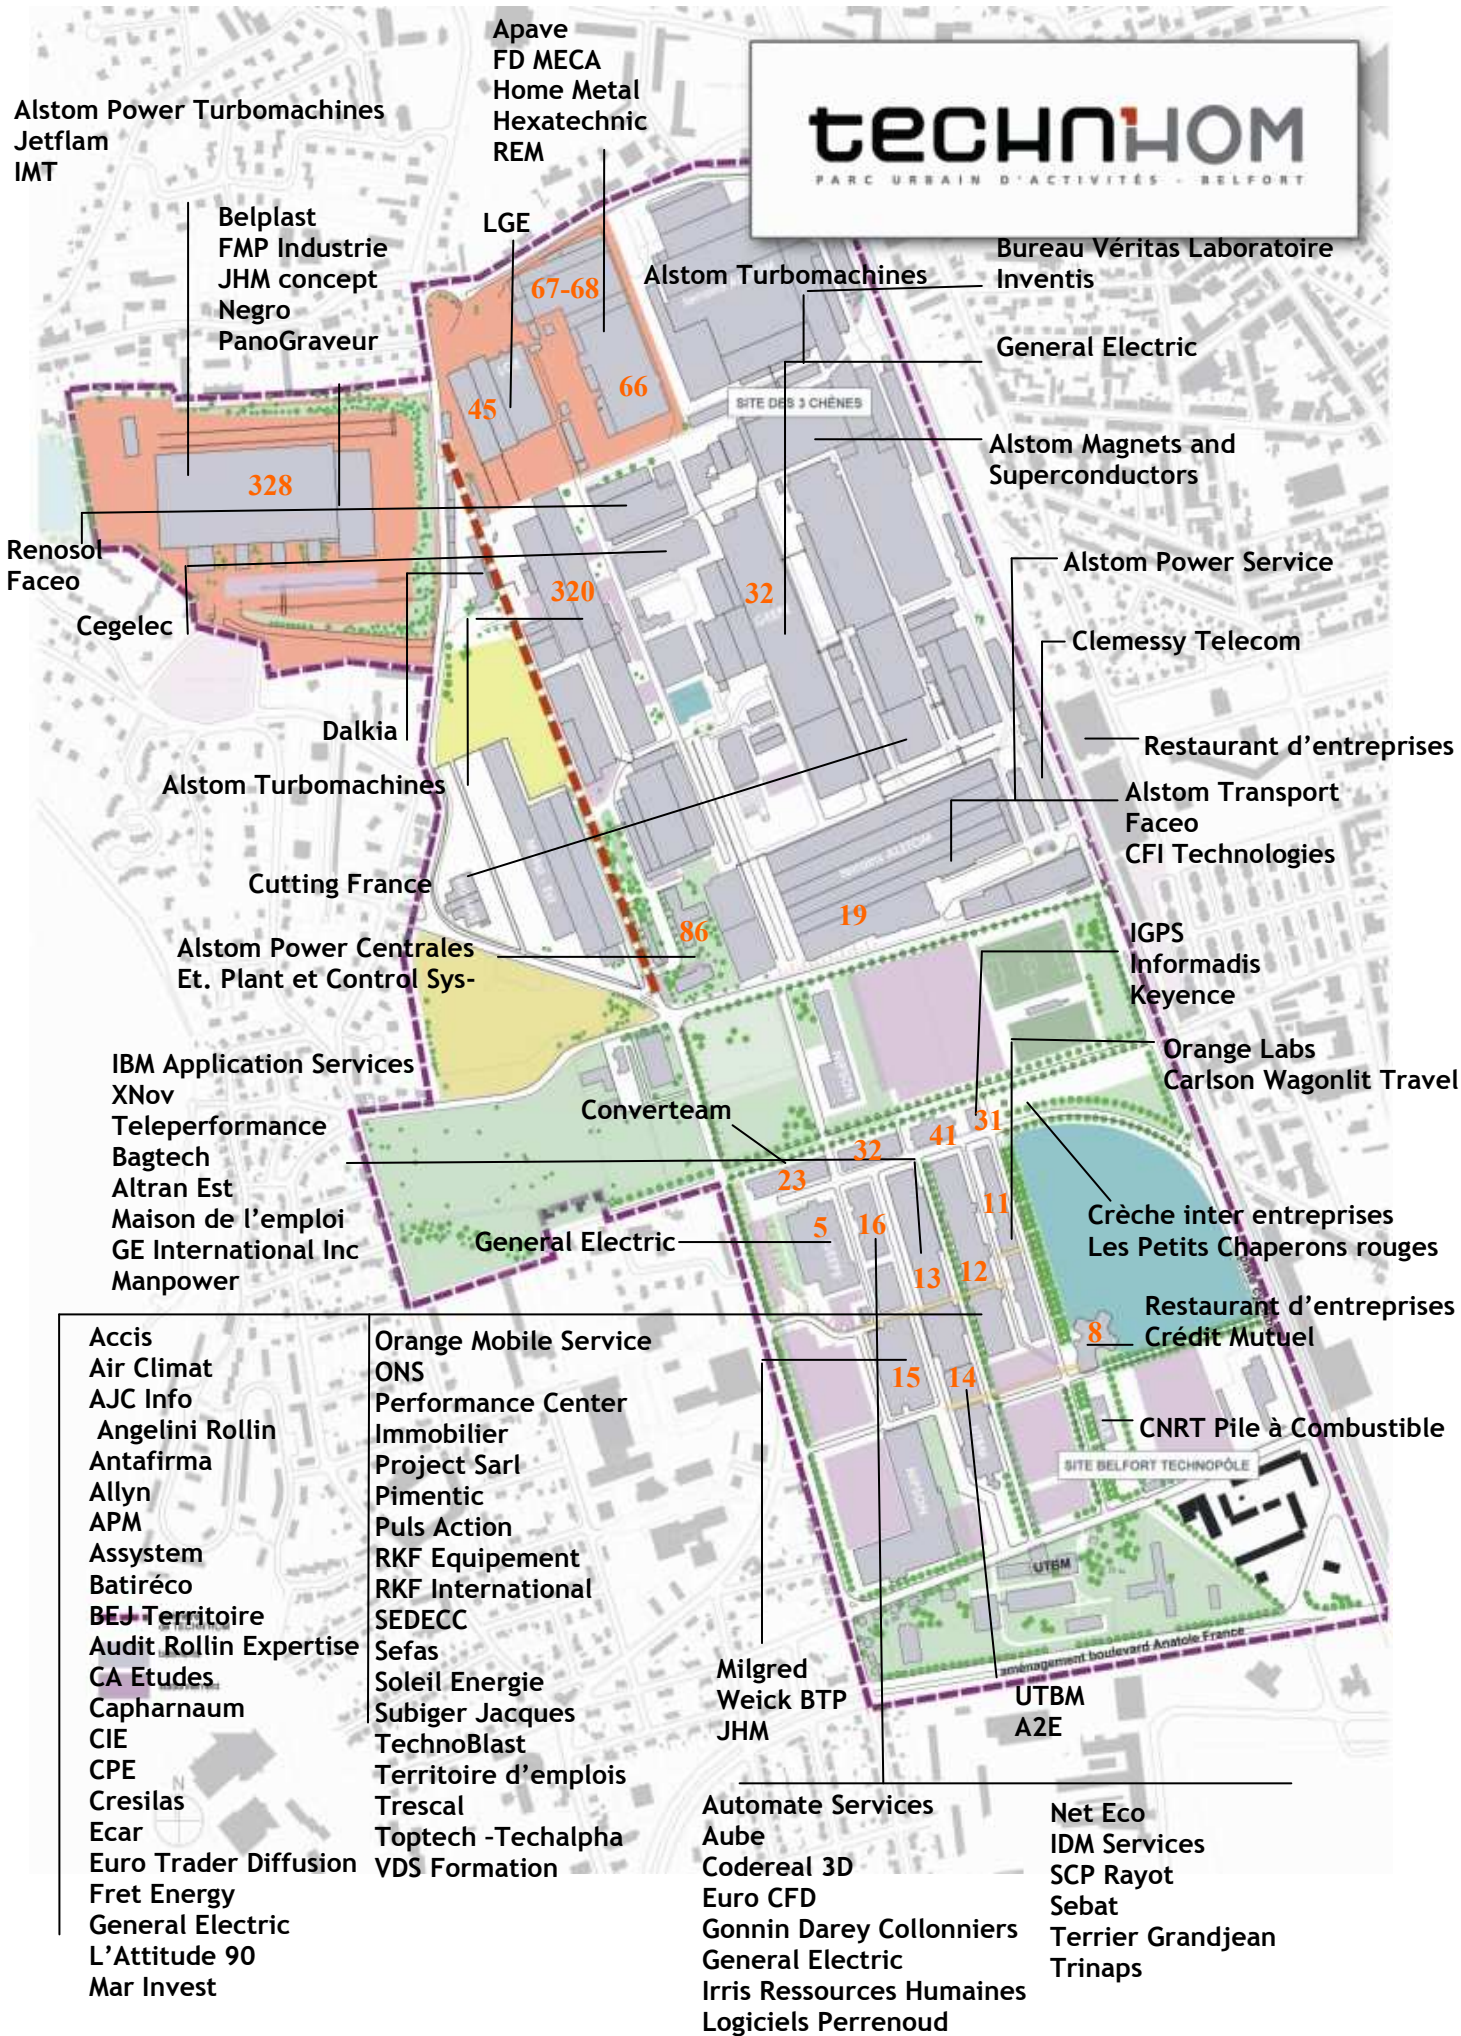 Apave
FD MECA
Home Metal
Hexatechnic
REM
TECHN'HOM
PARC URBAIN D'ACTIVITÉS - BELFORT
Alstom Power Turbomachines
Jetflam
IMT
Belplast
FMP Industrie
JHM concept
Negro
PanoGraveur
LGE
67-68
Alstom Turbomachines
Bureau Véritas Laboratoire
Inventis
General Electric
66
45
SITE DES 3 CHÊNES
Alstom Magnets and
Superconductors
328
Renosol
Faceo
Cegelec
320
32
Alstom Power Service
Clemessy Telecom
Dalkia
Alstom Turbomachines
Restaurant d’entreprises
Alstom Transport
Faceo
CFI Technologies
Cutting France
19
86
Alstom Power Centrales
Et. Plant et Control Sys-
IGPS
Informadis
Keyence
Orange Labs
Carlson Wagonlit Travel
IBM Application Services
XNov
Teleperformance
Bagtech
Altran Est
Maison de l’emploi
GE International Inc
Manpower
Converteam
31
41
32
23
11
5
16
General Electric
13
12
Crèche inter entreprises
Les Petits Chaperons rouges
Restaurant d’entreprises
Crédit Mutuel
8
15
14
CNRT Pile à Combustible
SITE BELFORT TECHNOPÔLE
UTBM
aménagement boulevard Anatole France
Accis
Air Climat
AJC Info
Angelini Rollin
Antafirma
Allyn
APM
Assystem
Batiréco
BEJ Territoire
Audit Rollin Expertise
CA Etudes
Capharnaum
CIE
CPE
Cresilas
Ecar
Euro Trader Diffusion
Fret Energy
General Electric
L’Attitude 90
Mar Invest
Orange Mobile Service
ONS
Performance Center
Immobilier
Project Sarl
Pimentic
Puls Action
RKF Equipement
RKF International
SEDECC
Sefas
Soleil Energie
Subiger Jacques
TechnoBlast
Territoire d’emplois
Trescal
Toptech -Techalpha
VDS Formation
N
Milgred
Weick BTP
JHM
UTBM
A2E
Automate Services
Aube
Codereal 3D
Euro CFD
Gonnin Darey Collonniers
General Electric
Irris Ressources Humaines
Logiciels Perrenoud
Net Eco
IDM Services
SCP Rayot
Sebat
Terrier Grandjean
Trinaps